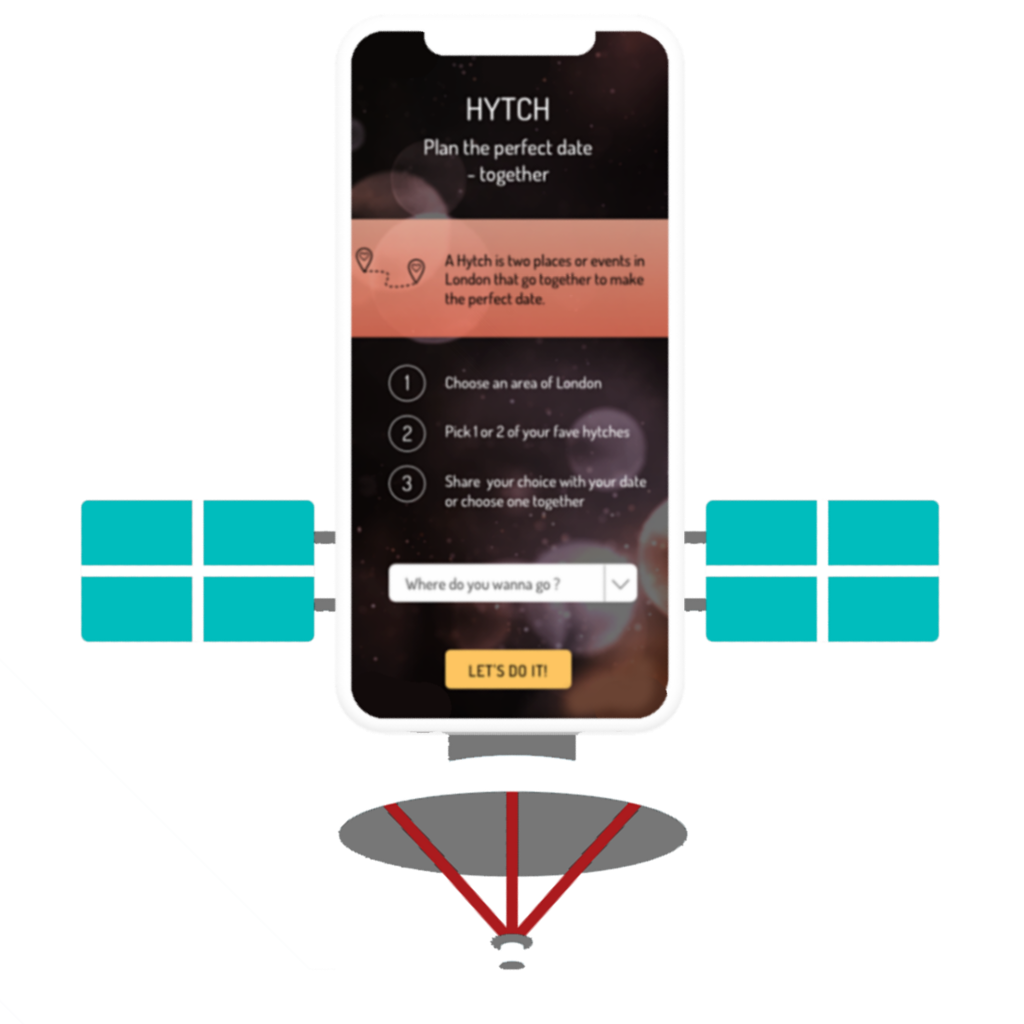 HYTCH
Plan the perfect date
- together
A Hytch is two places or events in
London that go together to make
the perfect date.
1 Choose an area of London
2 Pick 1 or 2 of your fave hytches
3 Share your choice with your date
or choose one together
Where do you wanna go ?
LET'S DO IT!